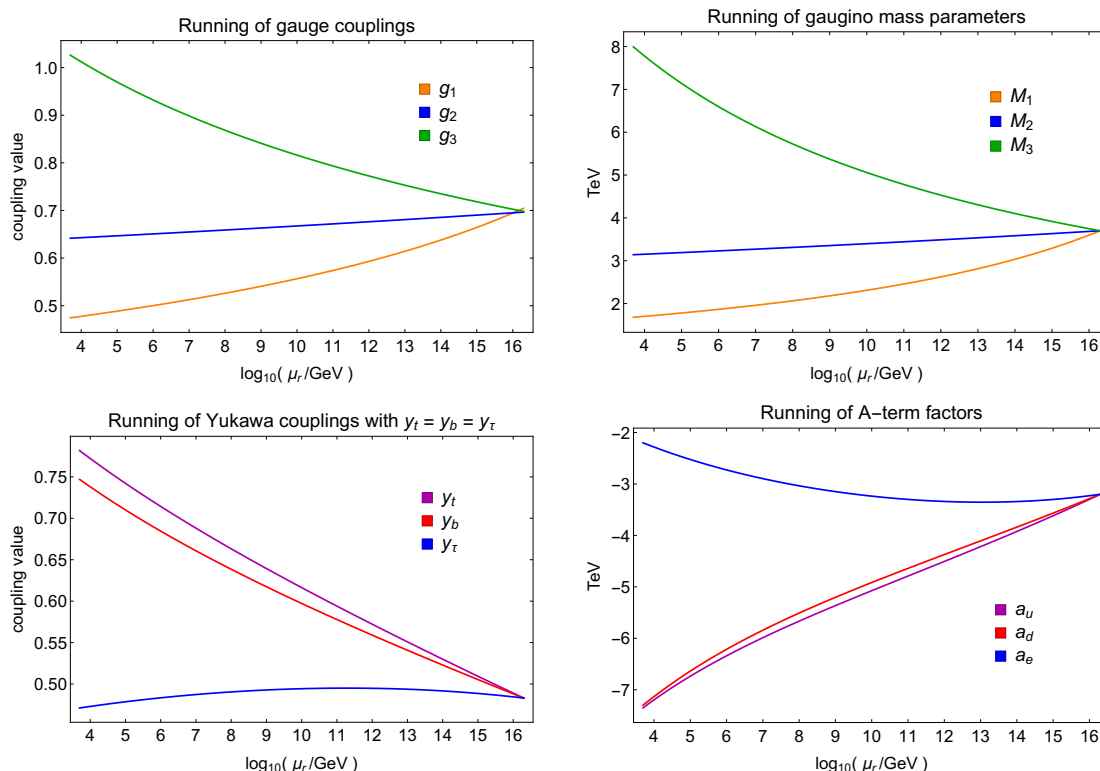 Running of gauge couplings
coupling value
1.0
0.9
0.8
0.7
0.6
0.5
g1
g2
g3
4 5 6 7 8 9 10 11 12 13 14 15 16
log10( μr/GeV )
Running of gaugino mass parameters
TeV
8
7
6
5
4
3
2
M1
M2
M3
4 5 6 7 8 9 10 11 12 13 14 15 16
log10( μr/GeV )
Running of Yukawa couplings with yt = yb = yτ
coupling value
0.75
0.70
0.65
0.60
0.55
0.50
yt
yb
yτ
4 5 6 7 8 9 10 11 12 13 14 15 16
log10( μr/GeV )
Running of A−term factors
TeV
−2
−3
−4
−5
−6
−7
au
ad
ae
4 5 6 7 8 9 10 11 12 13 14 15 16
log10( μr/GeV )